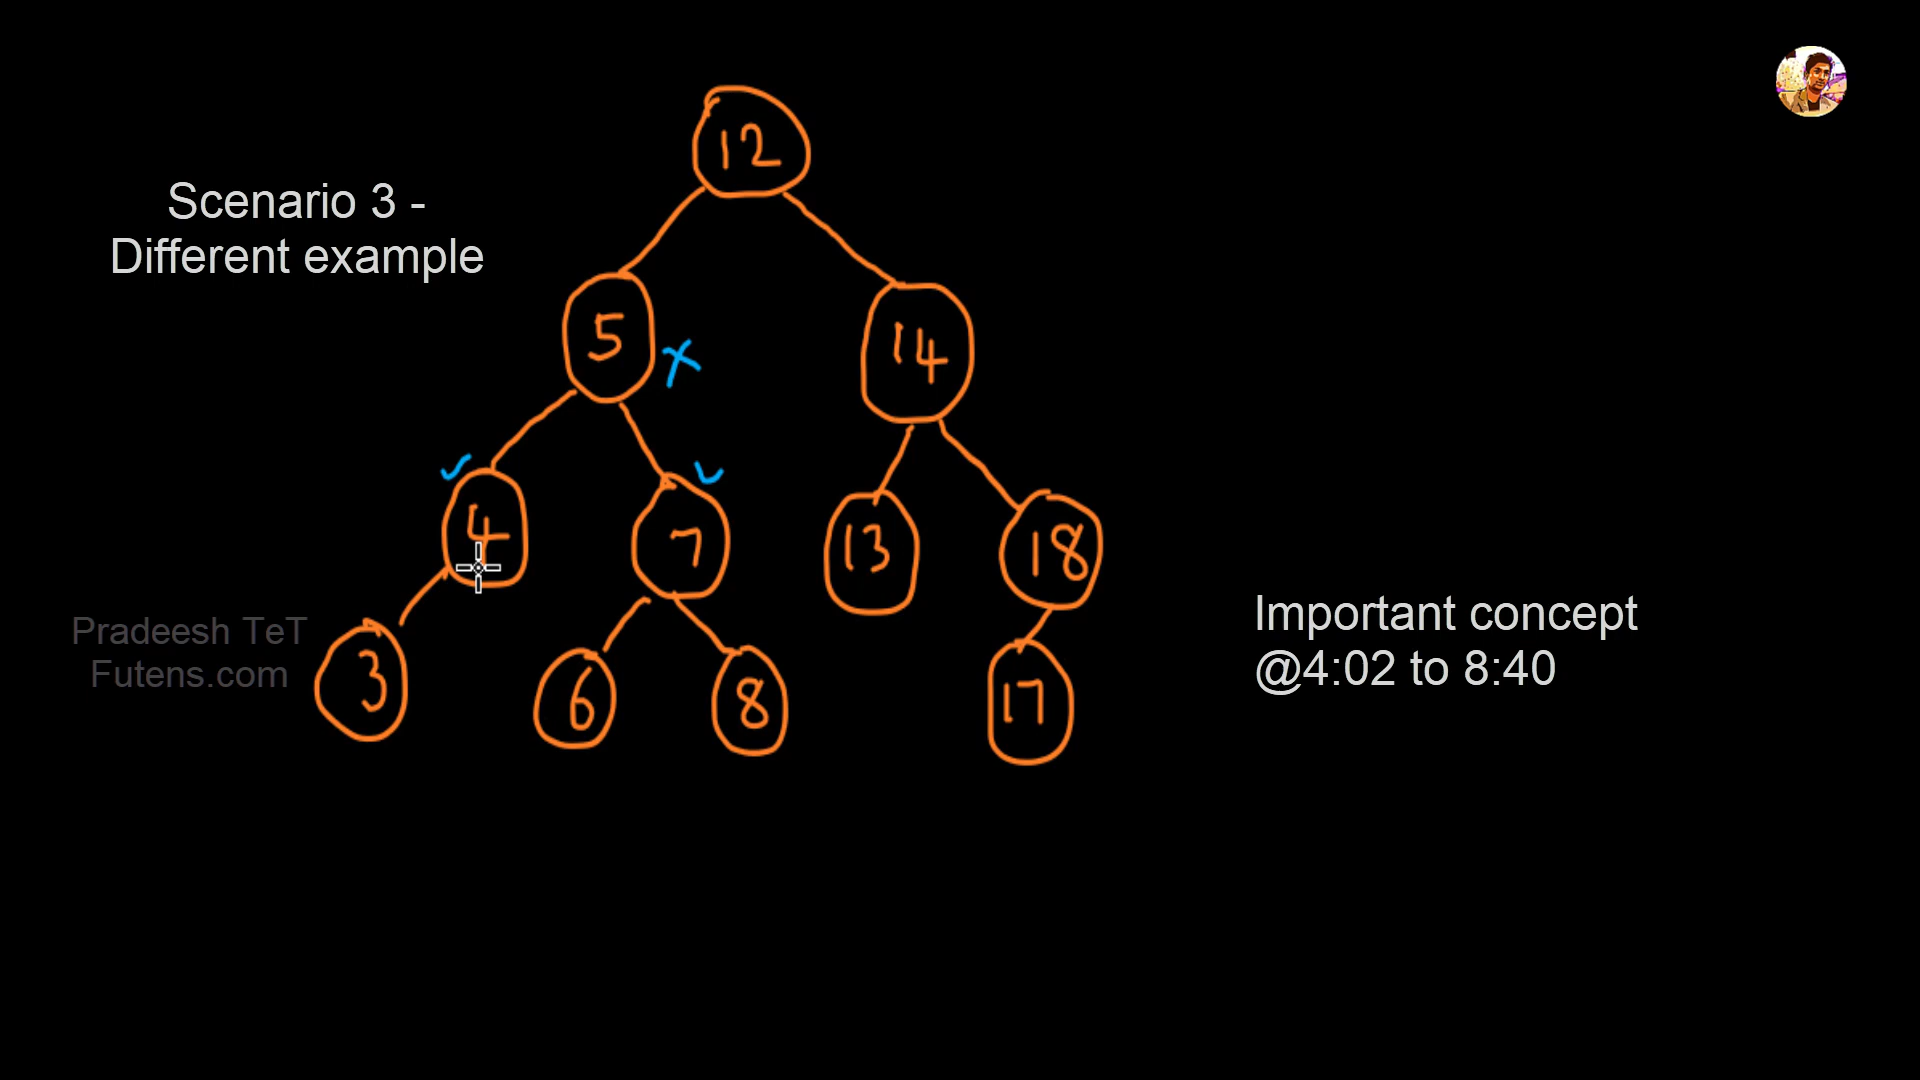 12
Scenario 3 -
Different example
5
14
4
7
13
18
Important concept
@4:02 to 8:40
Pradeesh TeT
Futens.com
3
6
8
17